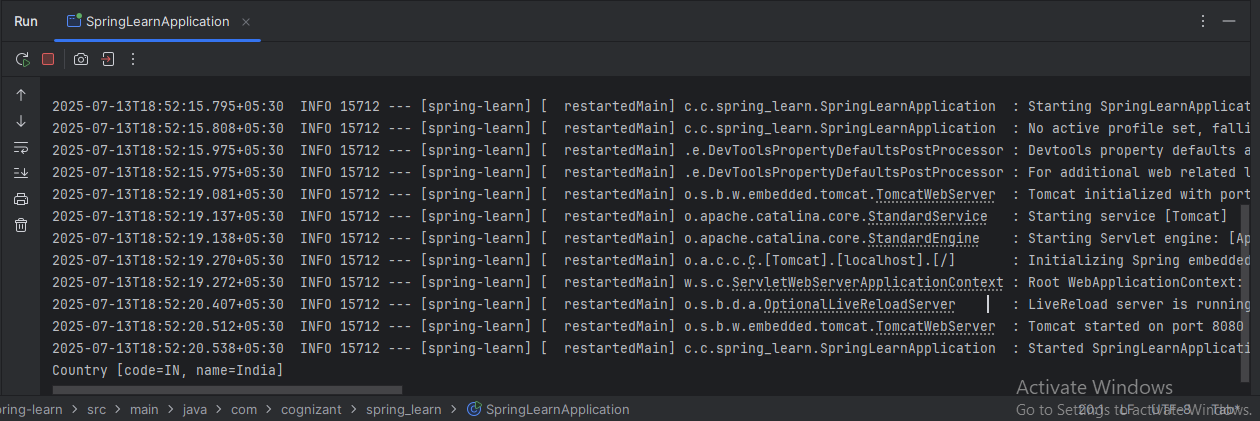 Run SpringLearnApplication
2025-07-13T18:52:15.795+05:30  INFO 15712 --- [spring-learn] [  restartedMain] c.c.spring_learn.SpringLearnApplication  : Starting SpringLearnApplicat
2025-07-13T18:52:15.808+05:30  INFO 15712 --- [spring-learn] [  restartedMain] c.c.spring_learn.SpringLearnApplication  : No active profile set, falli
2025-07-13T18:52:15.975+05:30  INFO 15712 --- [spring-learn] [  restartedMain] .e.DevToolsPropertyDefaultsPostProcessor : Devtools property defaults a
2025-07-13T18:52:15.975+05:30  INFO 15712 --- [spring-learn] [  restartedMain] .e.DevToolsPropertyDefaultsPostProcessor : For additional web related l
2025-07-13T18:52:19.081+05:30  INFO 15712 --- [spring-learn] [  restartedMain] o.s.b.w.embedded.tomcat.TomcatWebServer  : Tomcat initialized with port
2025-07-13T18:52:19.137+05:30  INFO 15712 --- [spring-learn] [  restartedMain] o.apache.catalina.core.StandardService   : Starting service [Tomcat]
2025-07-13T18:52:19.138+05:30  INFO 15712 --- [spring-learn] [  restartedMain] o.apache.catalina.core.StandardEngine    : Starting Servlet engine: [Ap
2025-07-13T18:52:19.270+05:30  INFO 15712 --- [spring-learn] [  restartedMain] o.a.c.c.C.[Tomcat].[localhost].[/]       : Initializing Spring embedded
2025-07-13T18:52:19.272+05:30  INFO 15712 --- [spring-learn] [  restartedMain] w.s.c.ServletWebServerApplicationContext : Root WebApplicationContext:
2025-07-13T18:52:20.407+05:30  INFO 15712 --- [spring-learn] [  restartedMain] o.s.b.d.a.OptionalLiveReloadServer       : LiveReload server is running
2025-07-13T18:52:20.512+05:30  INFO 15712 --- [spring-learn] [  restartedMain] o.s.b.w.embedded.tomcat.TomcatWebServer  : Tomcat started on port 8080
2025-07-13T18:52:20.538+05:30  INFO 15712 --- [spring-learn] [  restartedMain] c.c.spring_learn.SpringLearnApplication  : Started SpringLearnApplicati
Country [code=IN, name=India]
Activate Windows
Go to Settings to activate Windows.
pring-learn > src > main > java > com > cognizant > spring_learn > SpringLearnApplication 20:1 LF UTF-8 Tab*